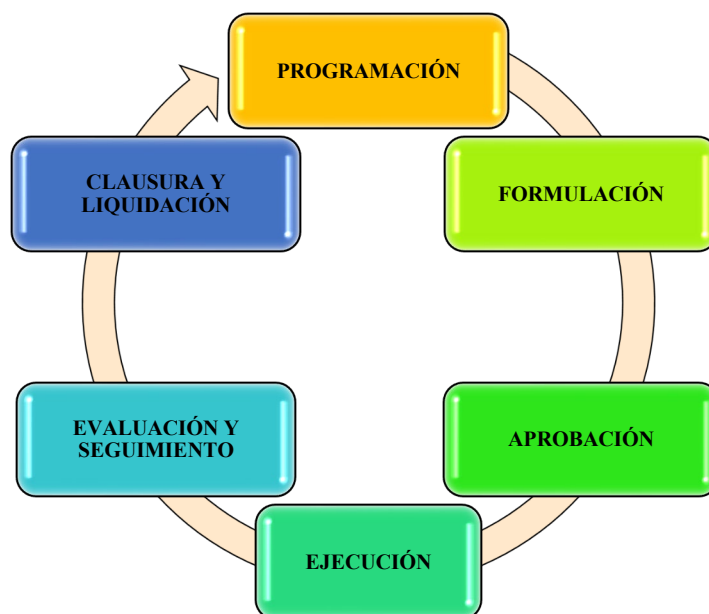 PROGRAMACIÓN
FORMULACIÓN
APROBACIÓN
EJECUCIÓN
EVALUACIÓN Y
SEGUIMIENTO
CLAUSURA Y
LIQUIDACIÓN